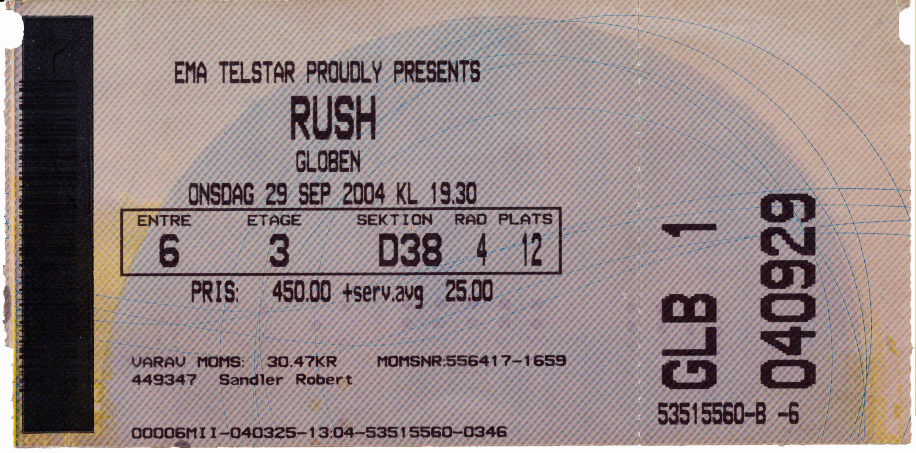 EMA TELSTAR PROUDLY PRESENTS
RUSH
GLOBEN
ONSDAG 29 SEP 2004 KL 19.30
ENTRE ETAGE SEKTION RAD PLATS
6 3 D38 4 12
PRIS: 450.00 +serv.avg 25.00
VARAV MOMS: 30.47KR MOMSNR:556417-1659
449347 Sandler Robert
00006MII-040325-13:04-53515560-0346
GLB 1
040929
53515560-B -6